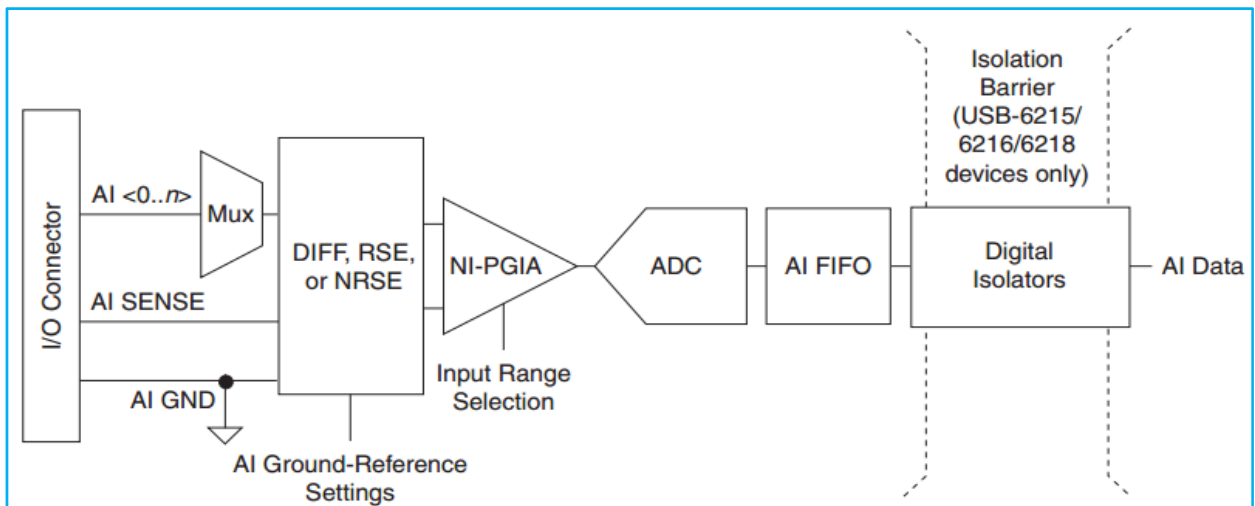 I/O Connector
AI <0..n>
Mux
AI SENSE
AI GND
DIFF, RSE,
or NRSE
AI Ground-Reference
Settings
NI-PGIA
Input Range
Selection
ADC
AI FIFO
Isolation
Barrier
(USB-6215/
6216/6218
devices only)
Digital
Isolators
AI Data